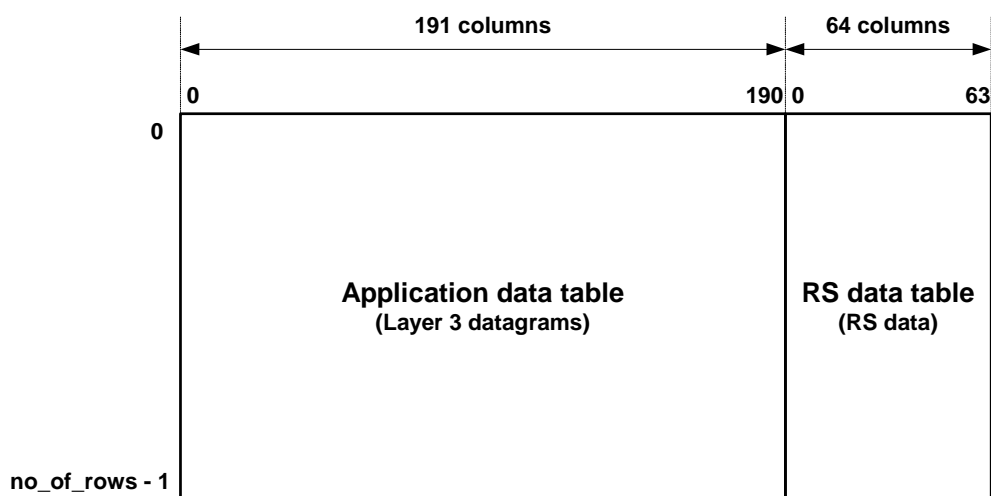 191 columns 64 columns
0 190 0 63
0
Application data table RS data table
(Layer 3 datagrams) (RS data)
no_of_rows - 1